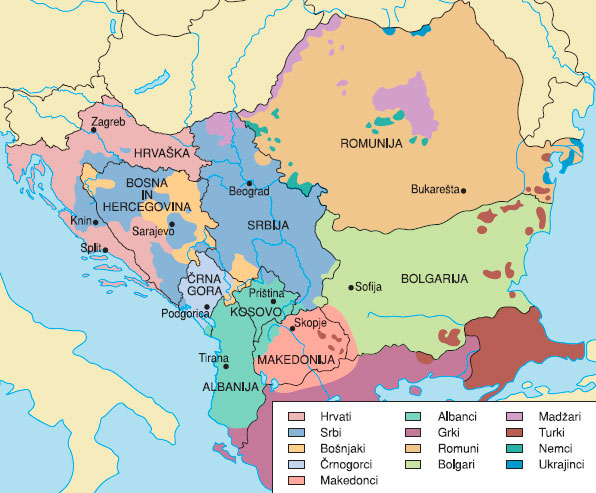 Zagreb
HRVAŠKA
ROMUNIJA
BOSNA
IN
HERCEGOVINA
Beograd
Bukarešta
Knin
Sarajevo
SRBIJA
Split
ČRNA
GORA
BOLGARIJA
Sofija
Priština
KOSOVO
Podgorica
Skopje
Tirana
MAKEDONIJA
ALBANIJA
Hrvati
Srbi
Bošnjaki
Črnogorci
Makedonci
Albanci
Grki
Romuni
Bolgari
Madžari
Turki
Nemci
Ukrajinci